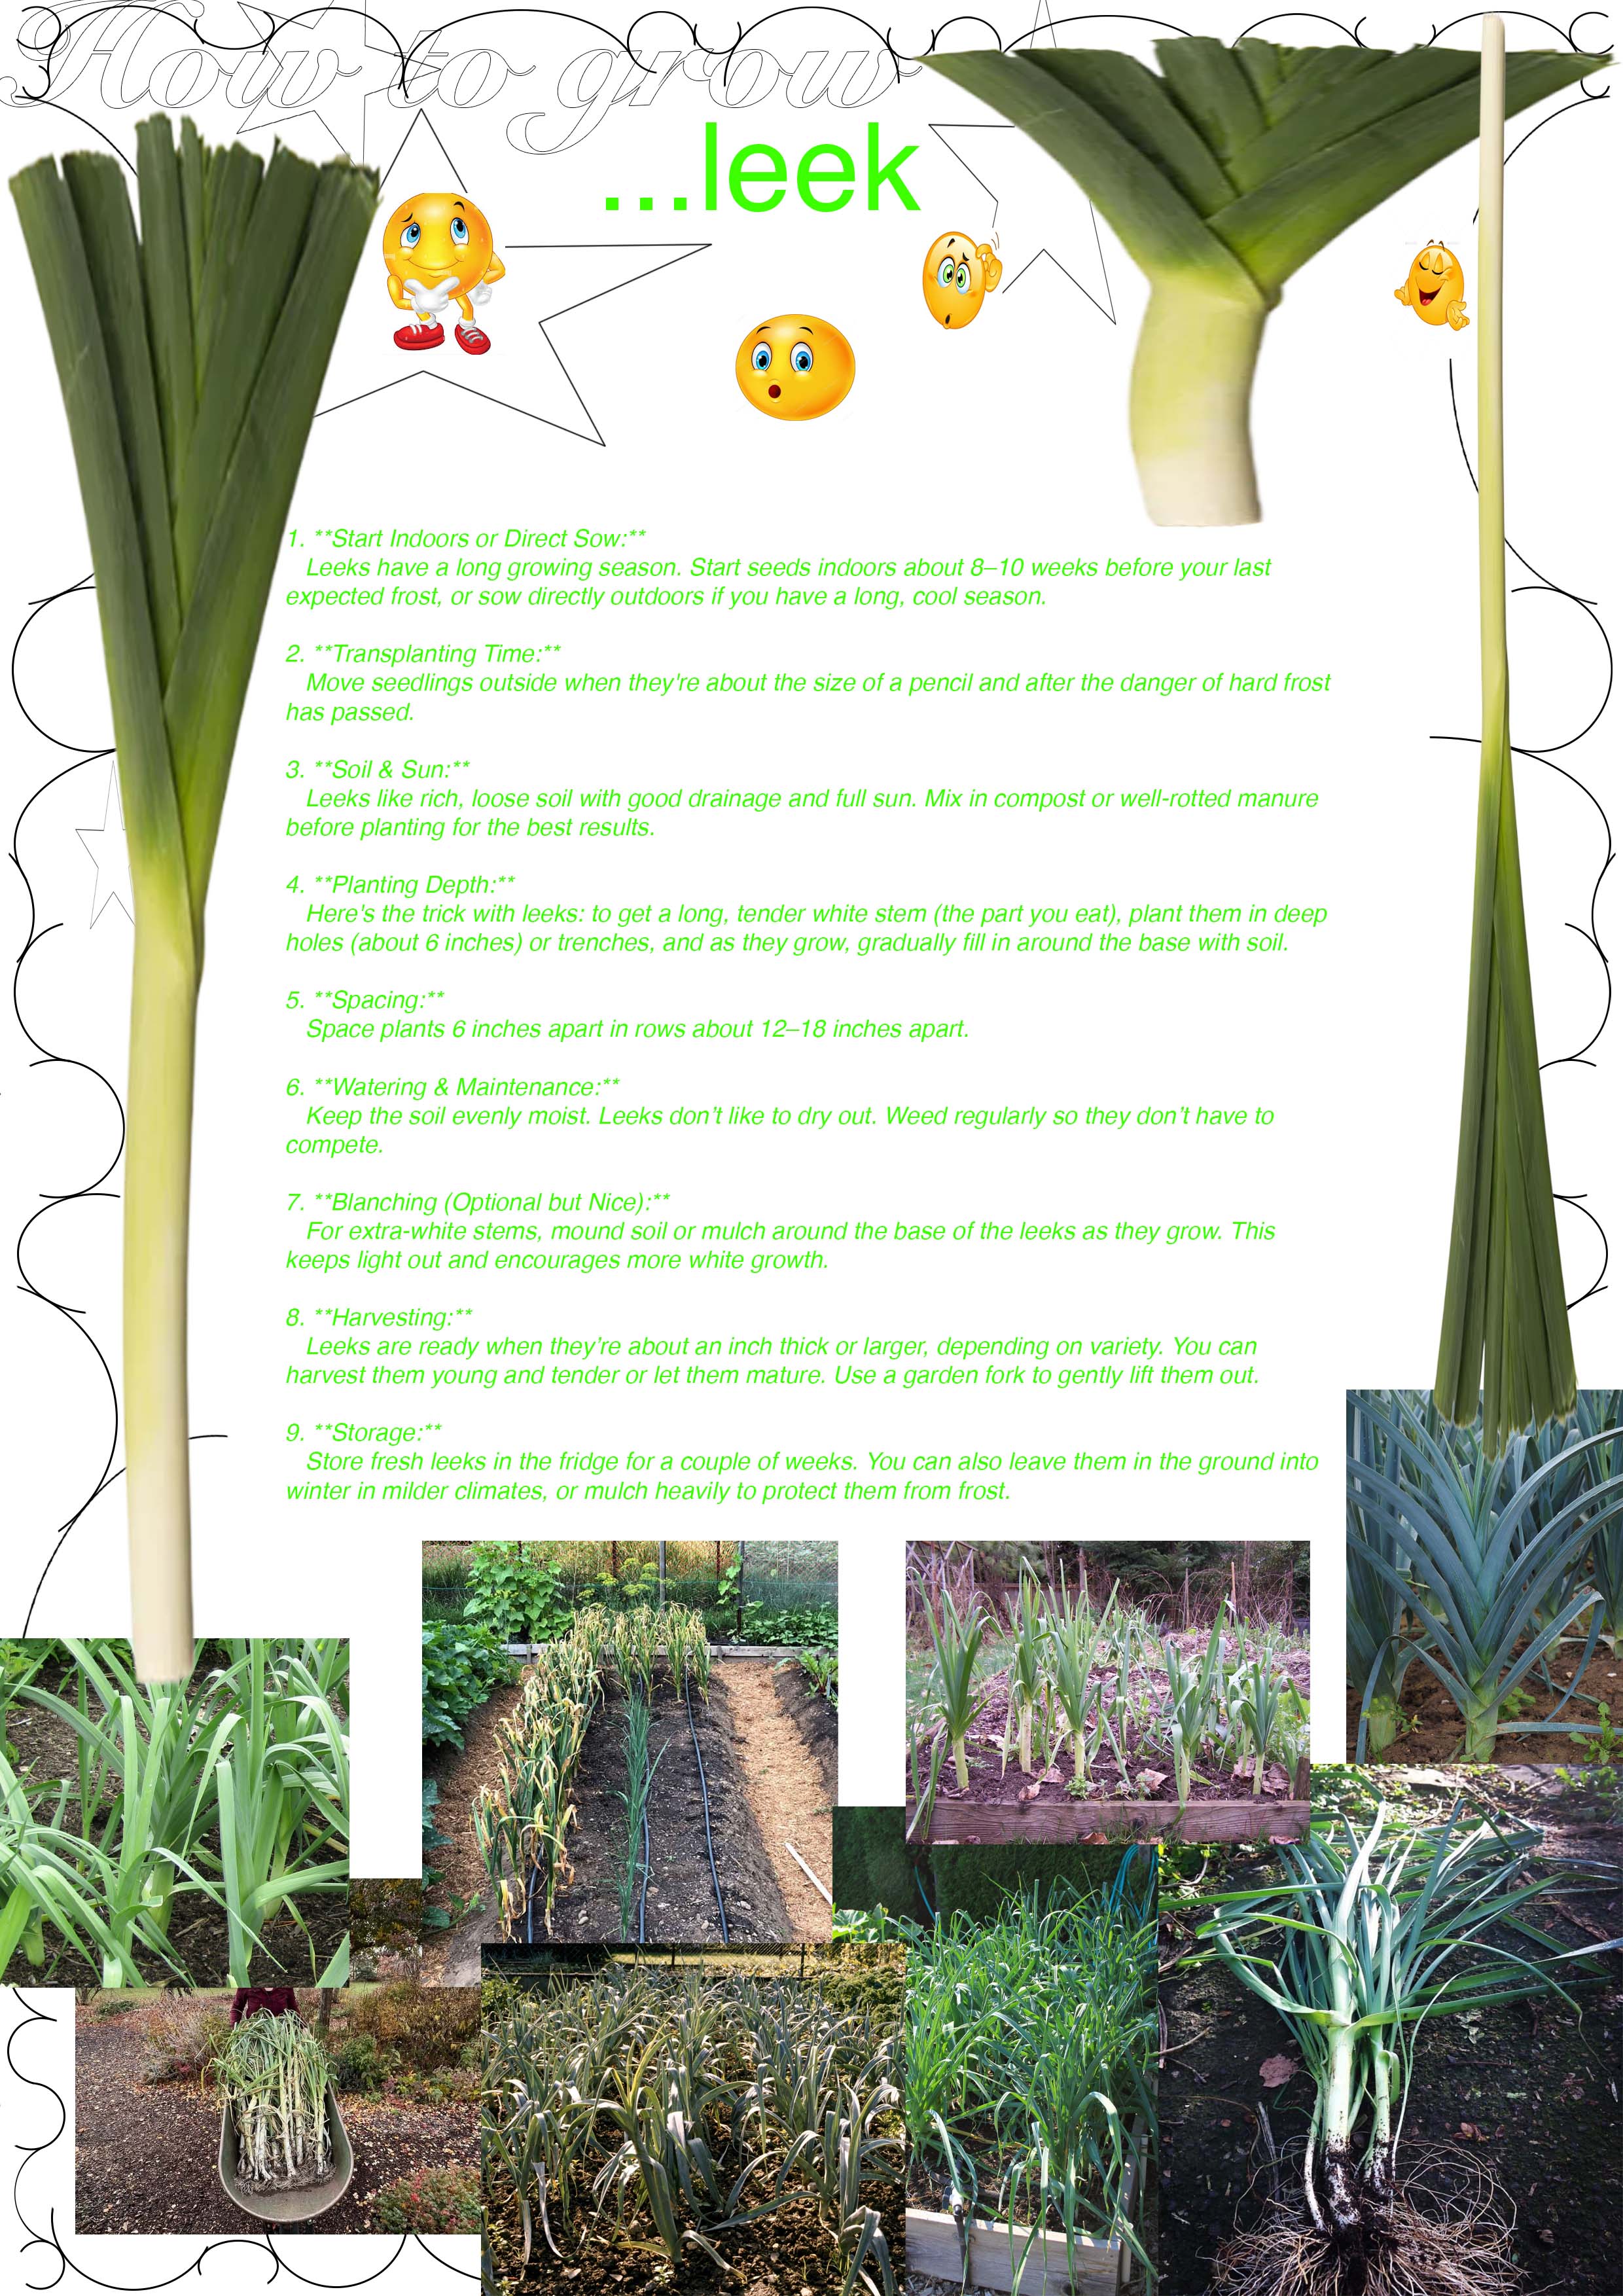 How to grow
...leek
1. **Start Indoors or Direct Sow:**
Leeks have a long growing season. Start seeds indoors about 8–10 weeks before your last
expected frost, or sow directly outdoors if you have a long, cool season.
2. **Transplanting Time:**
Move seedlings outside when they're about the size of a pencil and after the danger of hard frost
has passed.
3. **Soil & Sun:**
Leeks like rich, loose soil with good drainage and full sun. Mix in compost or well-rotted manure
before planting for the best results.
4. **Planting Depth:**
Here's the trick with leeks: to get a long, tender white stem (the part you eat), plant them in deep
holes (about 6 inches) or trenches, and as they grow, gradually fill in around the base with soil.
5. **Spacing:**
Space plants 6 inches apart in rows about 12–18 inches apart.
6. **Watering & Maintenance:**
Keep the soil evenly moist. Leeks don’t like to dry out. Weed regularly so they don’t have to
compete.
7. **Blanching (Optional but Nice):**
For extra-white stems, mound soil or mulch around the base of the leeks as they grow. This
keeps light out and encourages more white growth.
8. **Harvesting:**
Leeks are ready when they’re about an inch thick or larger, depending on variety. You can
harvest them young and tender or let them mature. Use a garden fork to gently lift them out.
9. **Storage:**
Store fresh leeks in the fridge for a couple of weeks. You can also leave them in the ground into
winter in milder climates, or mulch heavily to protect them from frost.